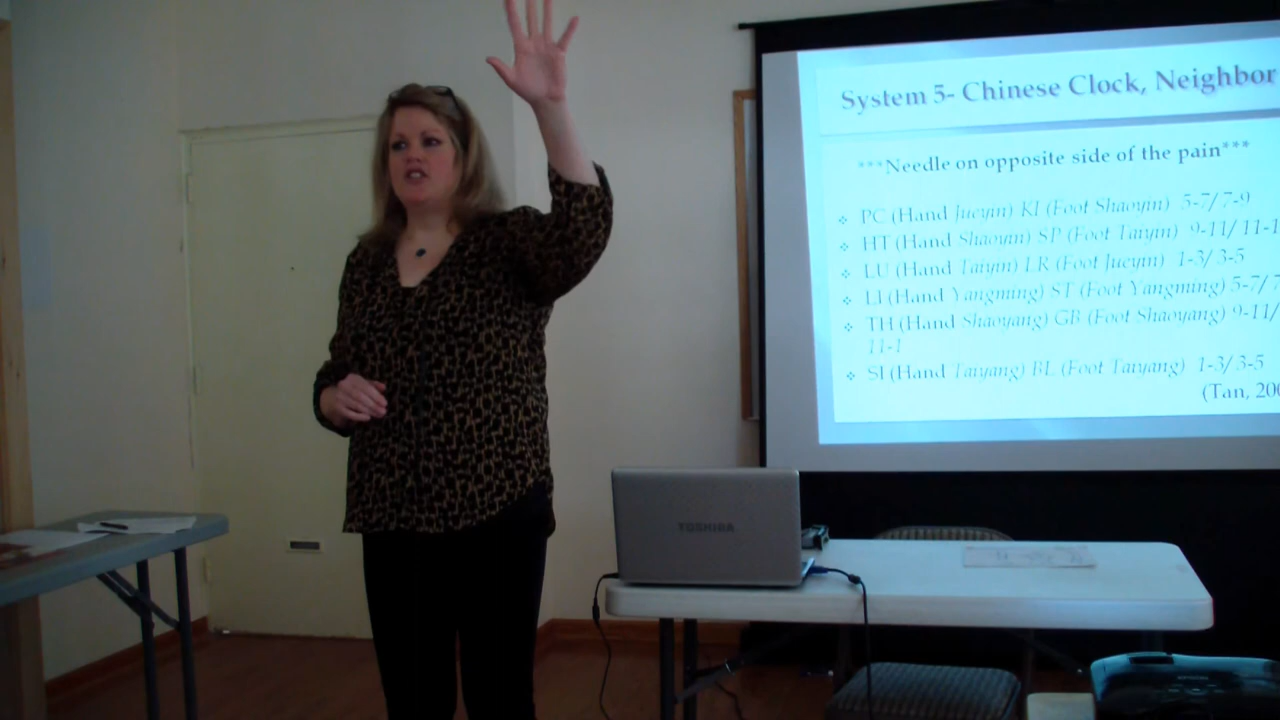 System 5- Chinese Clock, Neighbor
***Needle on opposite side of the pain***
PC (Hand Jueyin) KI (Foot Shaoyin) 5-7/ 7-9
HT (Hand Shaoyin) SP (Foot Taiyin) 9-11/ 11-1
LU (Hand Taiyin) LR (Foot Jueyin) 1-3/ 3-5
LI (Hand Yangming) ST (Foot Yangming) 5-7/
TH (Hand Shaoyang) GB (Foot Shaoyang) 9-11/
11-1
SI (Hand Taiyang) BL (Foot Taiyang) 1-3/ 3-5
(Tan,
TOSHIBA